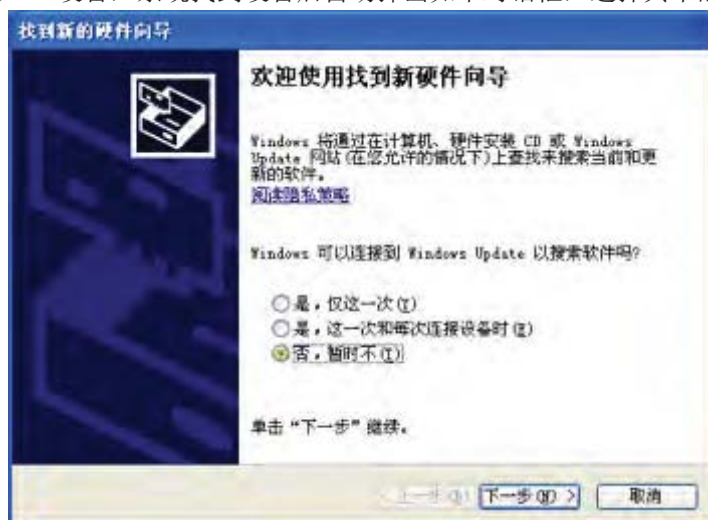 找到新的硬件向导
欢迎使用找到新硬件向导
Windows 将通过在计算机、硬件安装 CD 或 Windows
Update 网站(在您允许的情况下)上查找来搜索当前和更
新的软件。
阅读隐私策略
Windows 可以连接到 Windows Update 以搜索软件吗?
是,仅这一次(Y)
是,这一次和每次连接设备时(E)
否,暂时不(T)
单击“下一步”继续。
下一步(N) >
取消